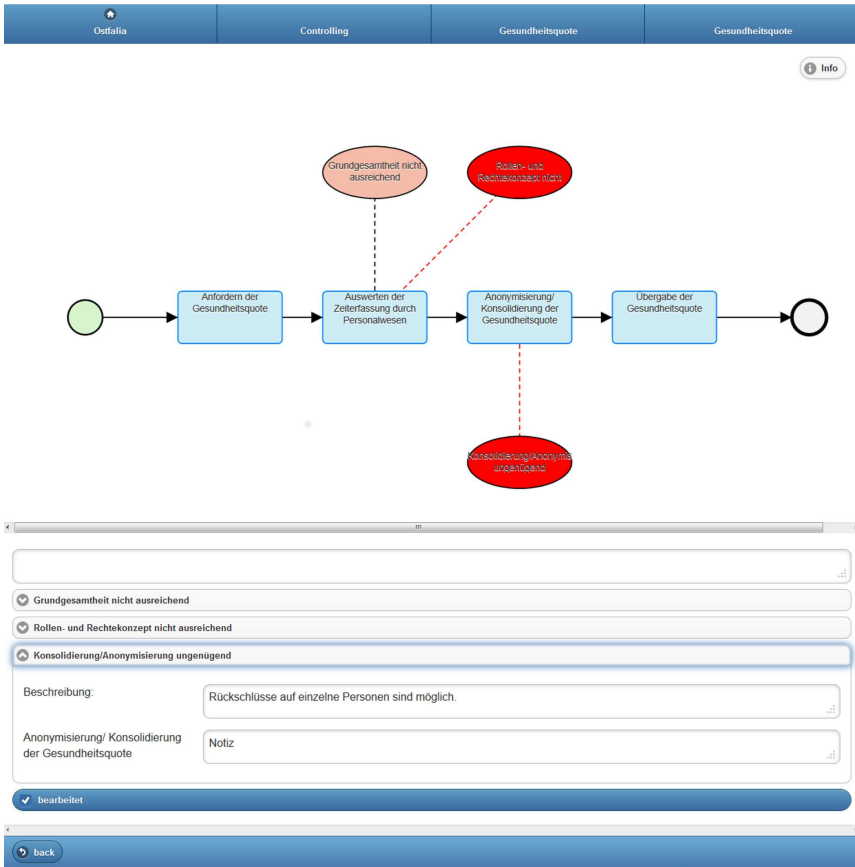 Ostfalia
Controlling
Gesundheitsquote
Gesundheitsquote
Info
Grundgesamtheit nicht
ausreichend
Rollen- und
Rechtekonzept nicht
Anfordern der
Gesundheitsquote
Auswerten der
Zeiterfassung durch
Personalwesen
Anonymisierung/
Konsolidierung der
Gesundheitsquote
Übergabe der
Gesundheitsquote
Konsolidierung/Anonymis
ungenügend
Grundgesamtheit nicht ausreichend
Rollen- und Rechtekonzept nicht ausreichend
Konsolidierung/Anonymisierung ungenügend
Beschreibung:
Rückschlüsse auf einzelne Personen sind möglich.
Anonymisierung/ Konsolidierung
der Gesundheitsquote
Notiz
bearbeitet
back